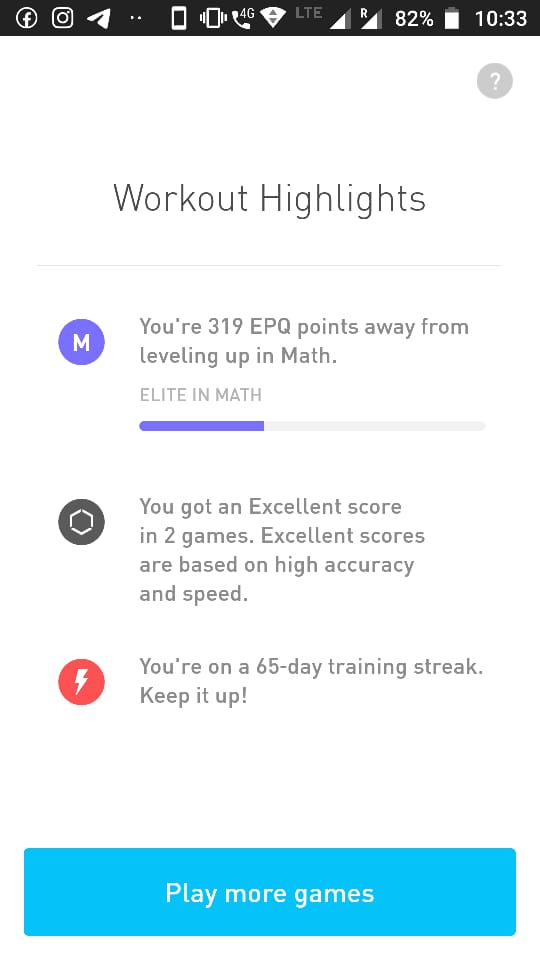 4G LTE R 82% 10:33
?
Workout Highlights
M
You're 319 EPQ points away from
leveling up in Math.
ELITE IN MATH
You got an Excellent score
in 2 games. Excellent scores
are based on high accuracy
and speed.
You're on a 65-day training streak.
Keep it up!
Play more games